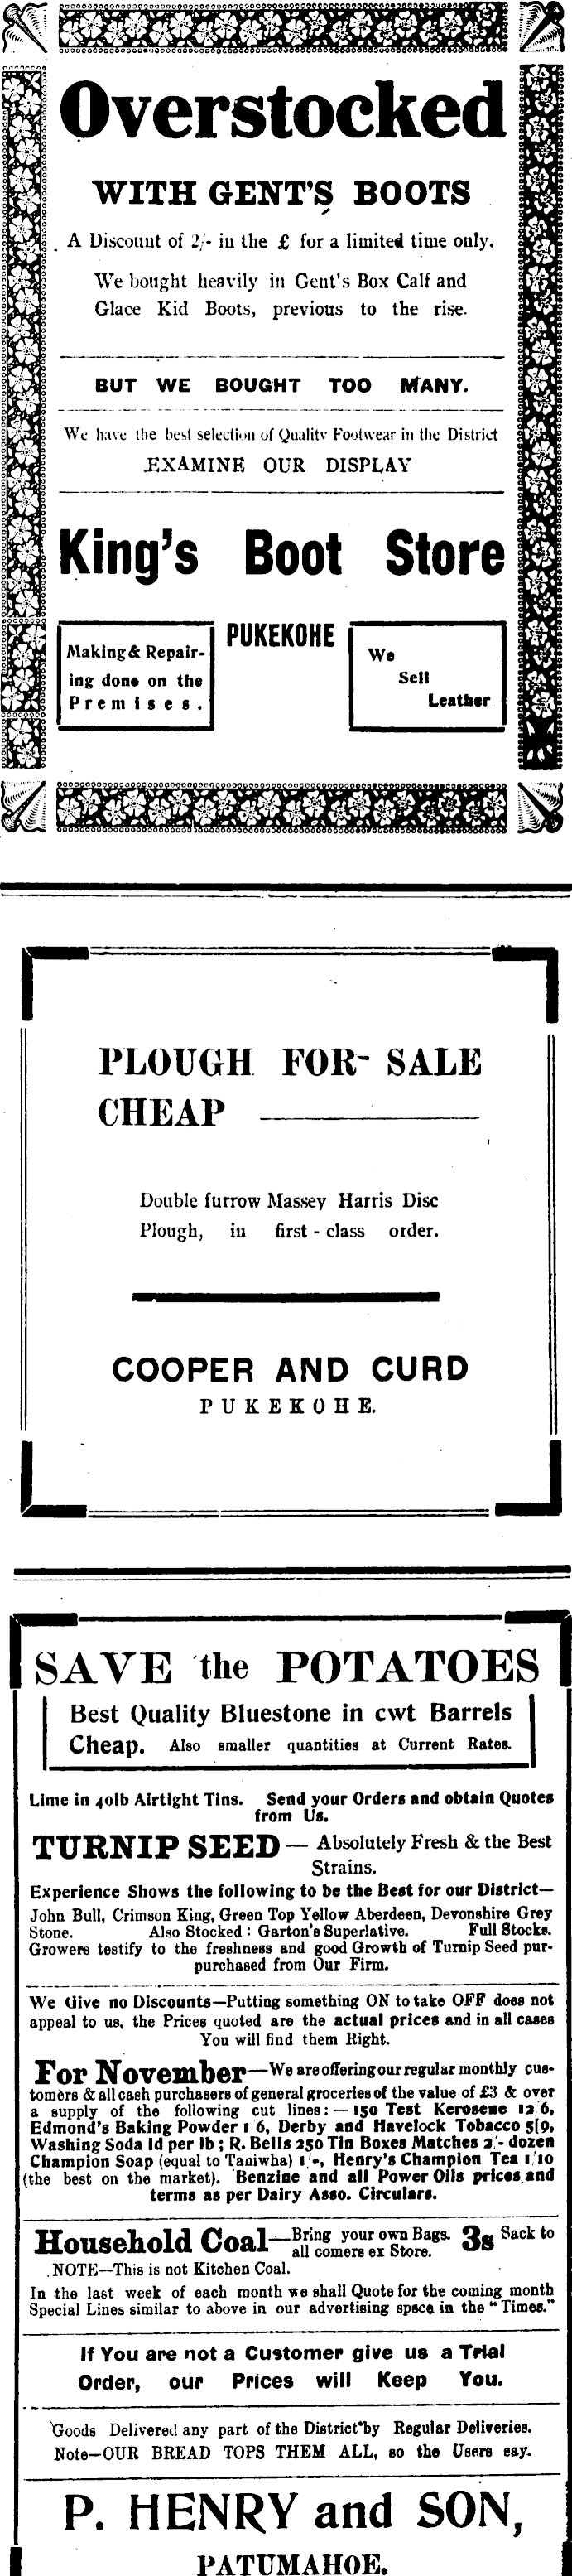 Overstocked
WITH GENT'S BOOTS
A Discount of 2/- in the £ for a limited time only.
We bought heavily in Gent's Box Calf and
Glace Kid Boots, previous to the rise.
BUT WE BOUGHT TOO MANY.
We have the best selection of Quality Footwear in the District
EXAMINE OUR DISPLAY
King's Boot Store
PUKEKOHE
Making & Repair-
ing done on the
Premises.
We
Sell
Leather
PLOUGH FOR SALE
CHEAP
Double furrow Massey Harris Disc
Plough, in first-class order.
COOPER AND CURD
PUKEKOHE.
SAVE the POTATOES
Best Quality Bluestone in cwt Barrels
Cheap. Also smaller quantities at Current Rates.
Lime in 40lb Airtight Tins. Send your Orders and obtain Quotes
from Us.
TURNIP SEED — Absolutely Fresh & the Best
Strains.
Experience Shows the following to be the Best for our District—
John Bull, Crimson King, Green Top Yellow Aberdeen, Devonshire Grey
Stone. Also Stocked: Garton's Superlative. Full Stocks.
Growers testify to the freshness and good Growth of Turnip Seed pur-
purchased from Our Firm.
We Give no Discounts—Putting something ON to take OFF does not
appeal to us, the Prices quoted are the actual prices and in all cases
You will find them Right.
For November—We are offering our regular monthly cus-
tomers & all cash purchasers of general groceries of the value of £3 & over
a supply of the following cut lines:—150 Test Kerosene 12/6,
Edmond's Baking Powder 1/6, Derby and Havelock Tobacco 5/9,
Washing Soda 1d per lb; R. Bells 250 Tin Boxes Matches 2/- dozen
Champion Soap (equal to Taniwha) 1/-, Henry's Champion Tea 1/10
(the best on the market). Benzine and all Power Oils prices and
terms as per Dairy Asso. Circulars.
Household Coal—Bring your own Bags. 3s Sack to
all comers ex Store.
NOTE—This is not Kitchen Coal.
In the last week of each month we shall Quote for the coming month
Special Lines similar to above in our advertising space in the "Times."
If You are not a Customer give us a Trial
Order, our Prices will Keep You.
Goods Delivered any part of the District by Regular Deliveries.
Note—OUR BREAD TOPS THEM ALL, so the Users say.
P. HENRY and SON,
PATUMAHOE.